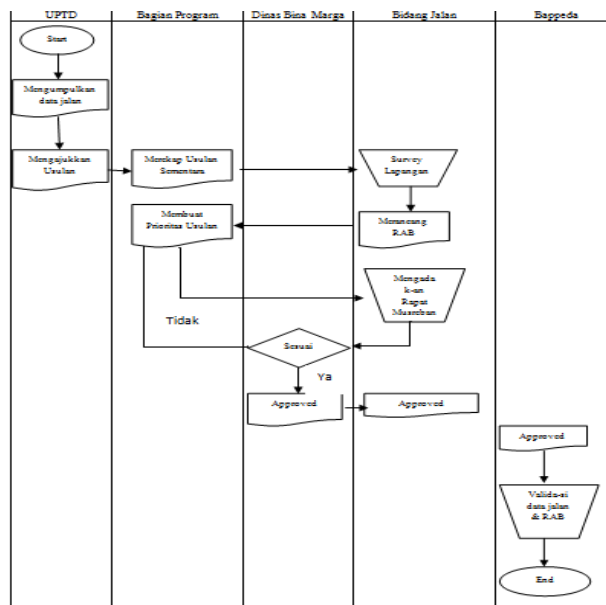 UPTD
Bagian Program
Dinas Bina Marga
Bidang Jalan
Bappeda
Start
Mengumpulkan
data jalan
Mengajukkan
Usulan
Merekap Usulan
Sementara
Survey
Lapangan
Membuat
Prioritas Usulan
Merancang
RAB
Mengada
k-an
Rapat
Musreban
Tidak
Sesuai
Ya
Approved
Approved
Approved
Valida-si
data jalan
& RAB
End